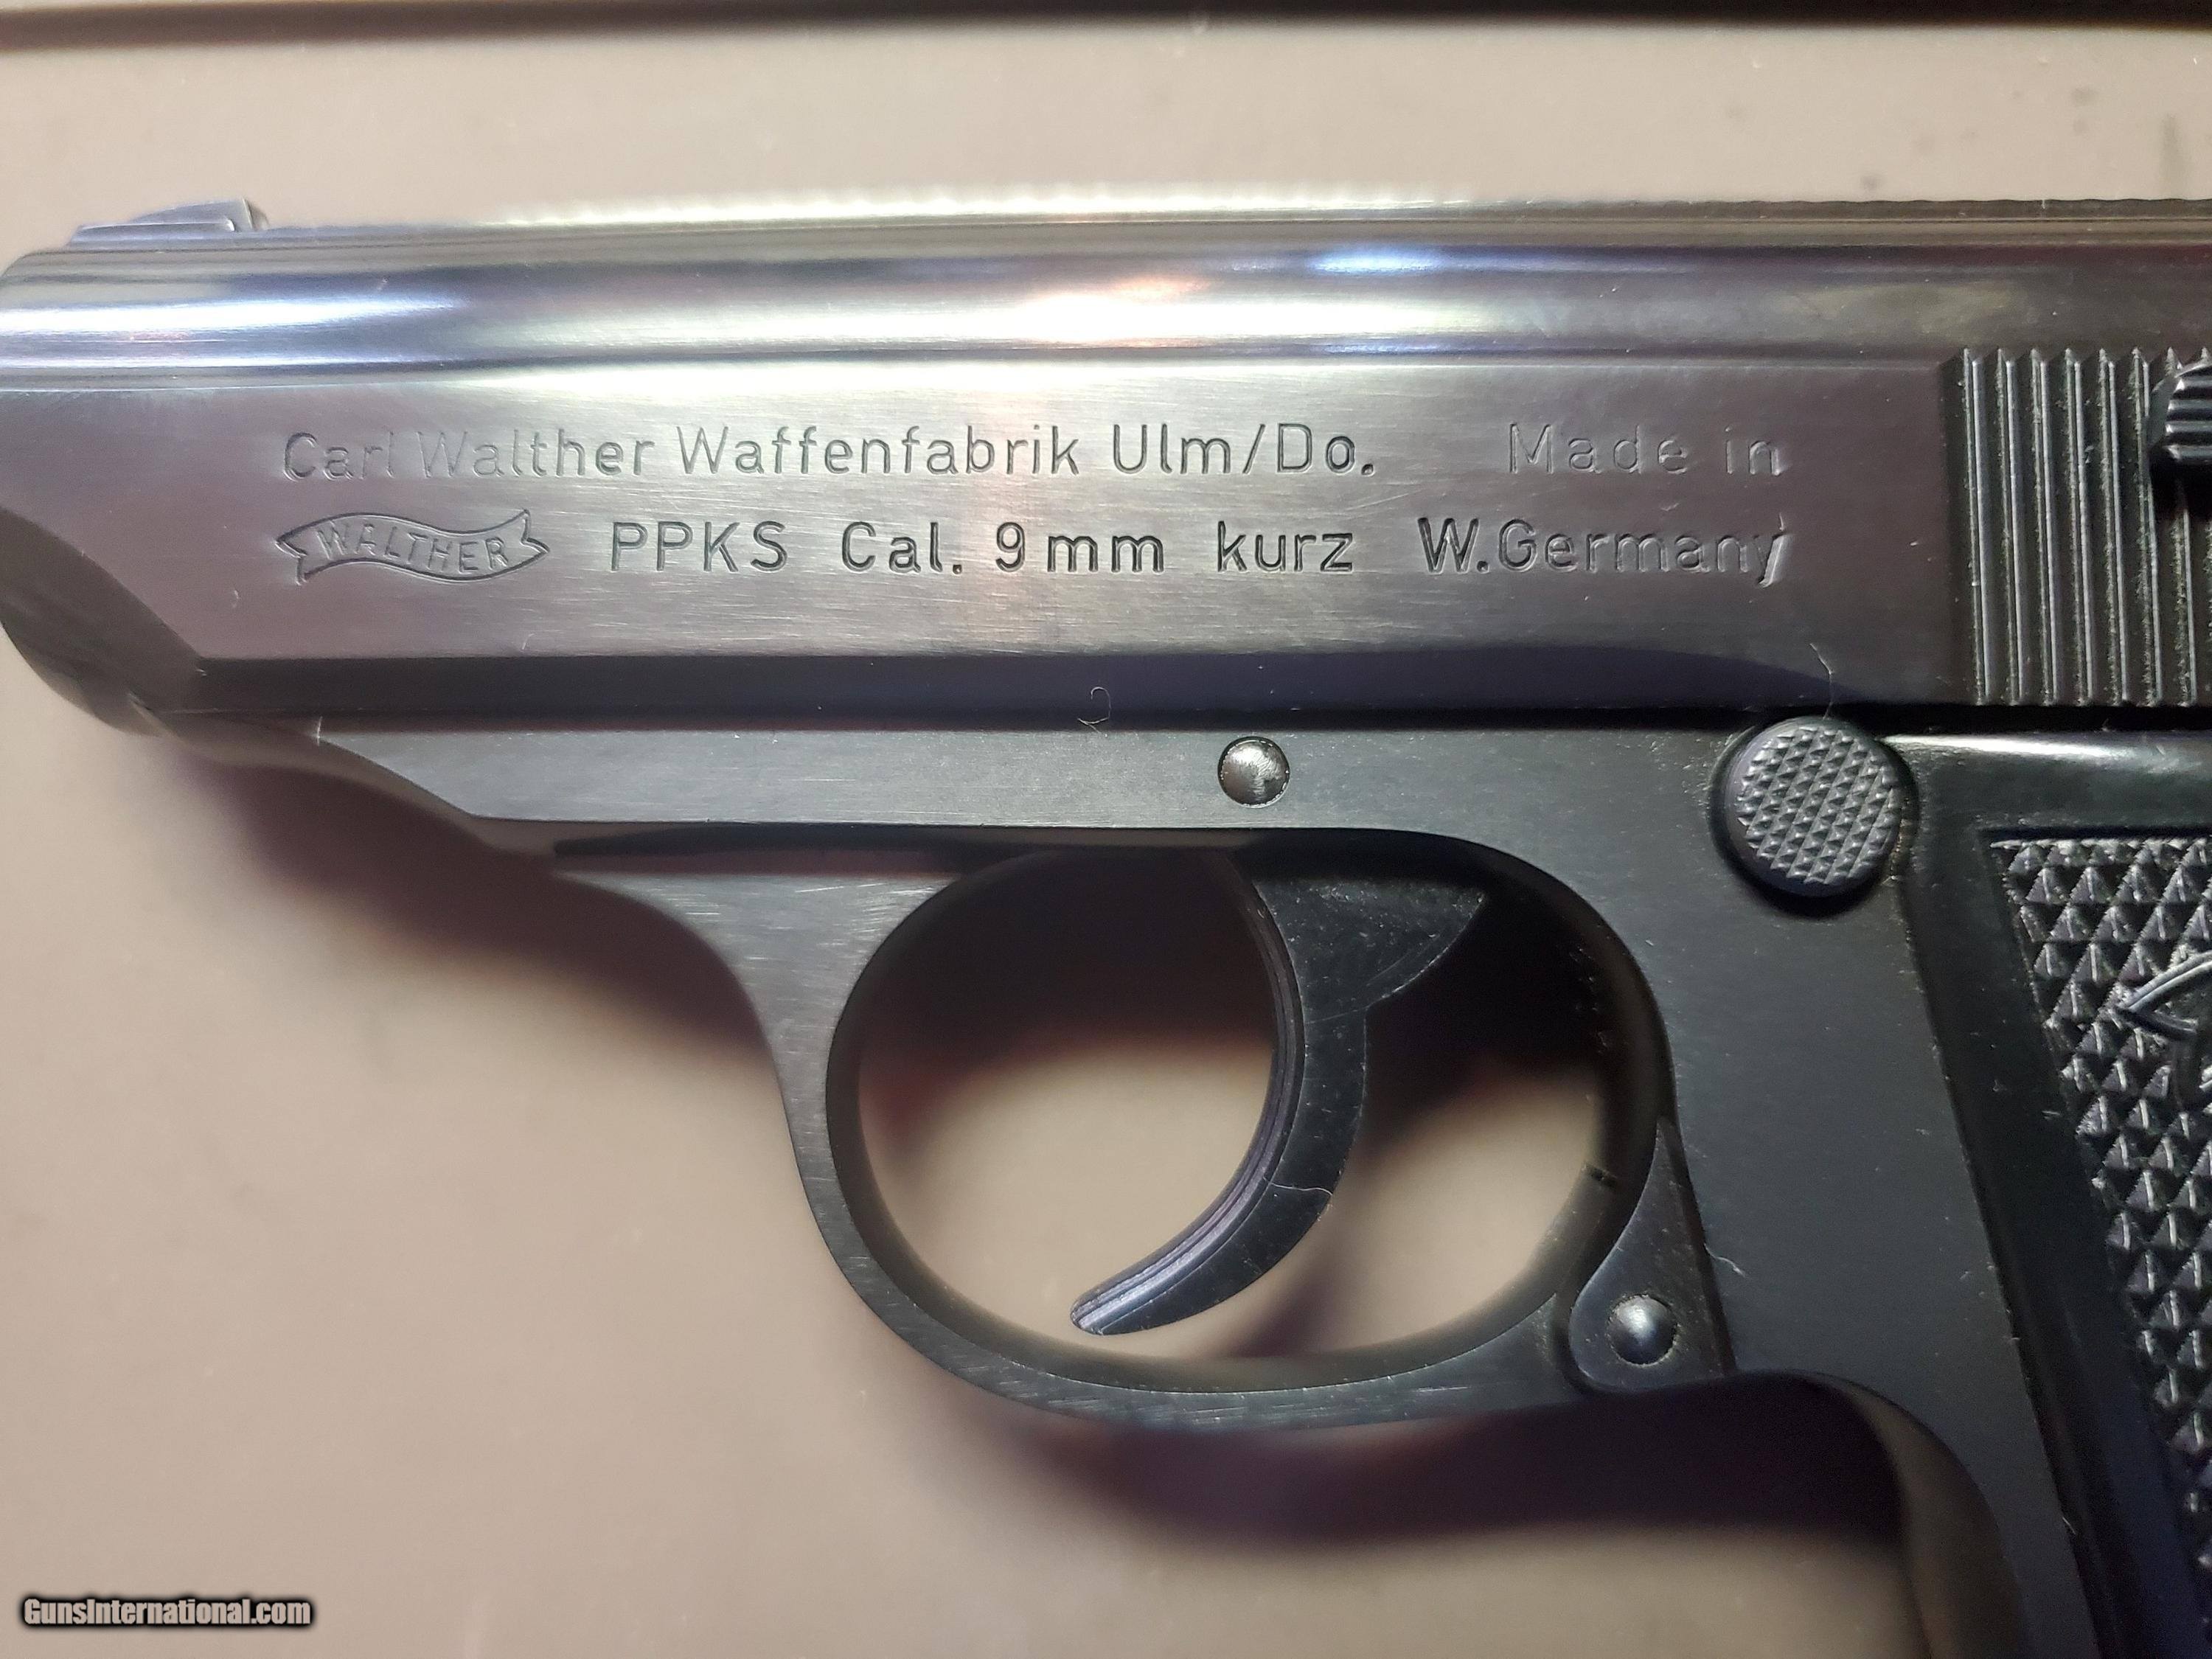 Carl Walther Waffenfabrik Ulm/Do. Made in
WALTHER PPKS Cal. 9mm kurz W.Germany
GunsInternational.com